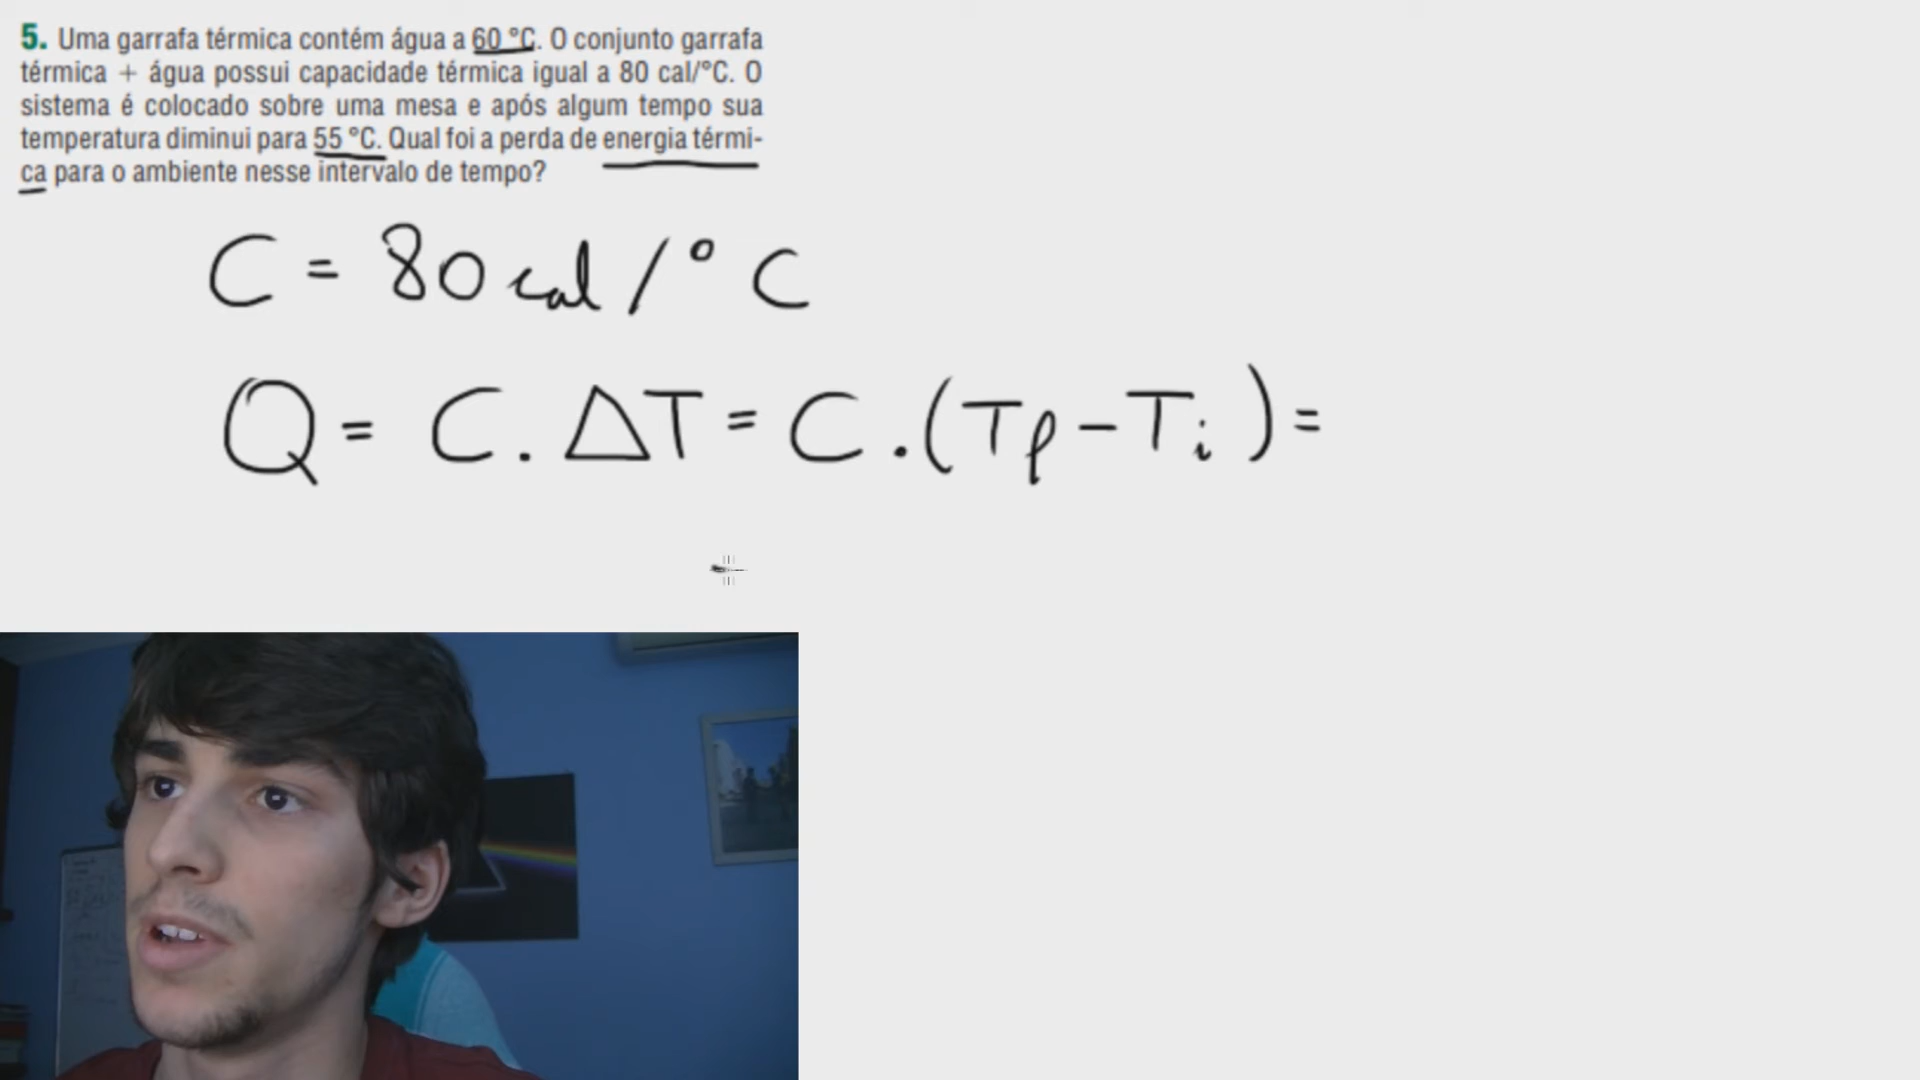 5. Uma garrafa térmica contém água a 60 °C. O conjunto garrafa
térmica + água possui capacidade térmica igual a 80 cal/°C. O
sistema é colocado sobre uma mesa e após algum tempo sua
temperatura diminui para 55 °C. Qual foi a perda de energia térmi-
ca para o ambiente nesse intervalo de tempo?
C = 80 cal / ° C
Q = C . ΔT = C . (Tf - Ti) =